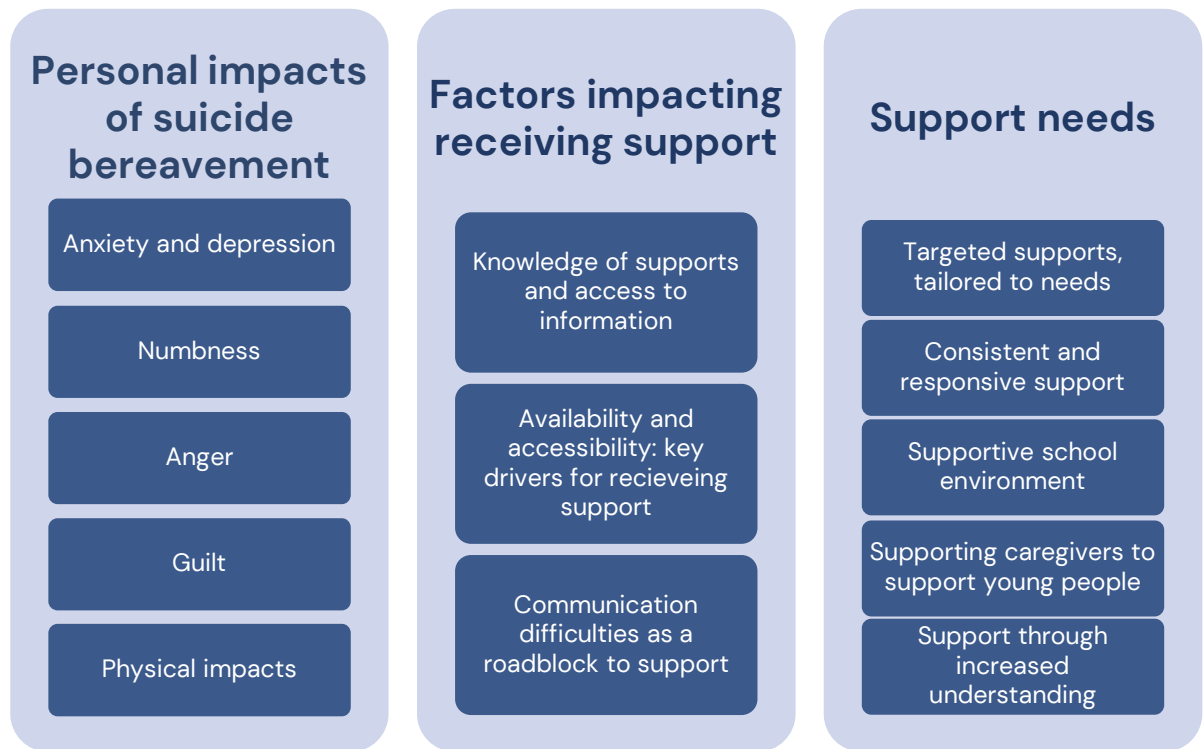 Personal impacts
of suicide
bereavement
Anxiety and depression
Numbness
Anger
Guilt
Physical impacts
Factors impacting
receiving support
Knowledge of supports
and access to
information
Availability and
accessibility: key
drivers for recieveing
support
Communication
difficulties as a
roadblock to support
Support needs
Targeted supports,
tailored to needs
Consistent and
responsive support
Supportive school
environment
Supporting caregivers to
support young people
Support through
increased
understanding